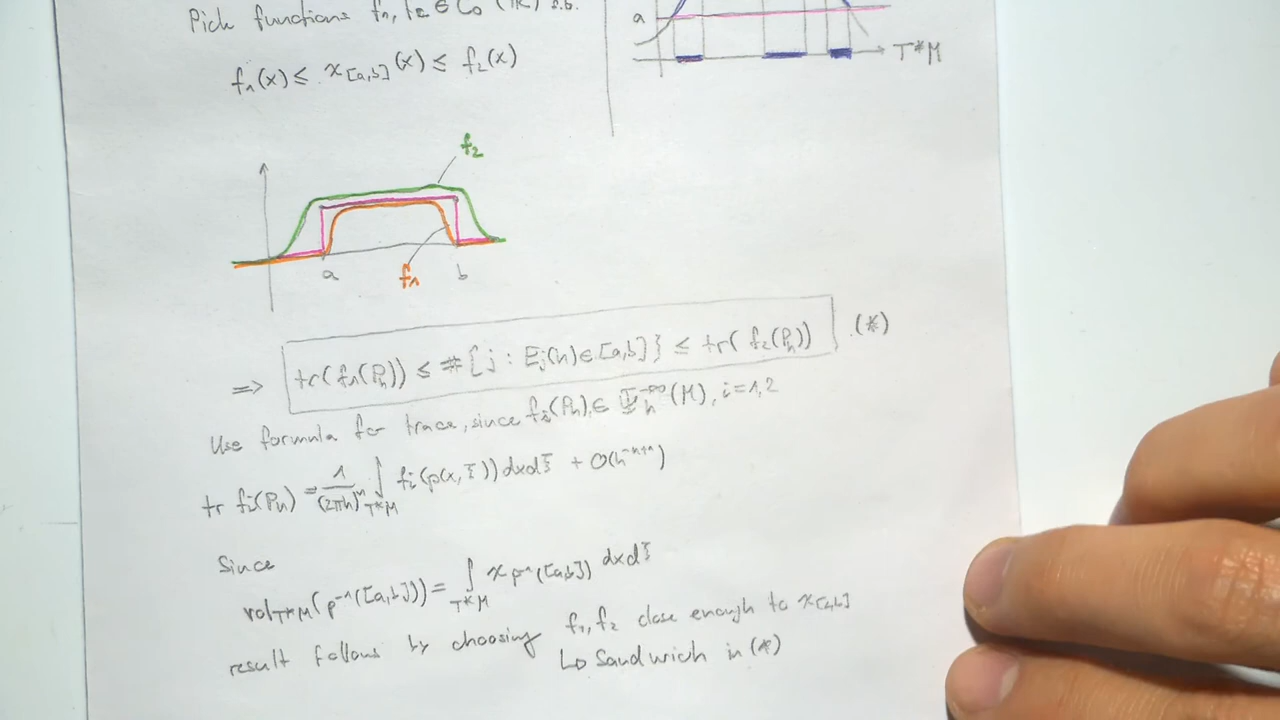 Pick functions f₁, f₂ ∈ C₀ (ℝ) s.t.
a
T*M
f₁(x) ≤ χ[a,b](x) ≤ f₂(x)
f₂
a
f₁
b
=> tr(f₁(Pₕ)) ≤ #{j : Ej(h) ∈ [a,b]} ≤ tr(f₂(Pₕ)) (*)
Use formula for trace, since fᵢ(Pₕ) ∈ Ψₕ^{-∞}(M), i=1,2
tr fᵢ(Pₕ) = 1/(2πh)ⁿ ∫_{T*M} fᵢ(p(x,ξ)) dxdξ + O(h^{-n+1})
Since
vol_{T*M}(p⁻¹([a,b])) = ∫_{T*M} χ_{p⁻¹([a,b])} dxdξ
result follows by choosing f₁, f₂ close enough to χ[a,b]
↳ Sandwich in (*)